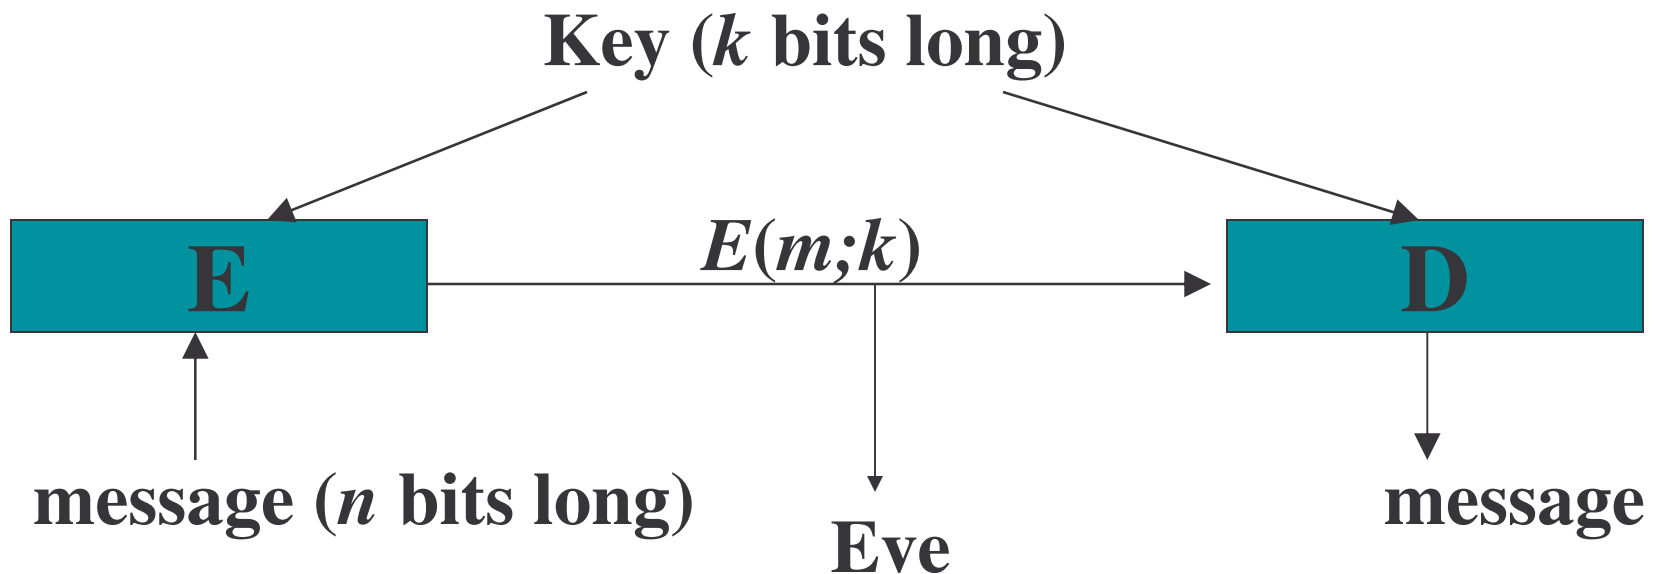 Key (k bits long)
E
E(m;k)
D
message (n bits long)
message
Eve